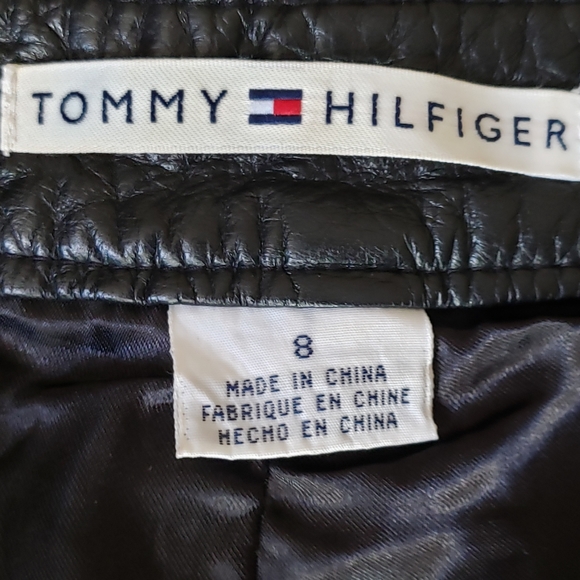 TOMMY HILFIGER
8
MADE IN CHINA
FABRIQUE EN CHINE
HECHO EN CHINA